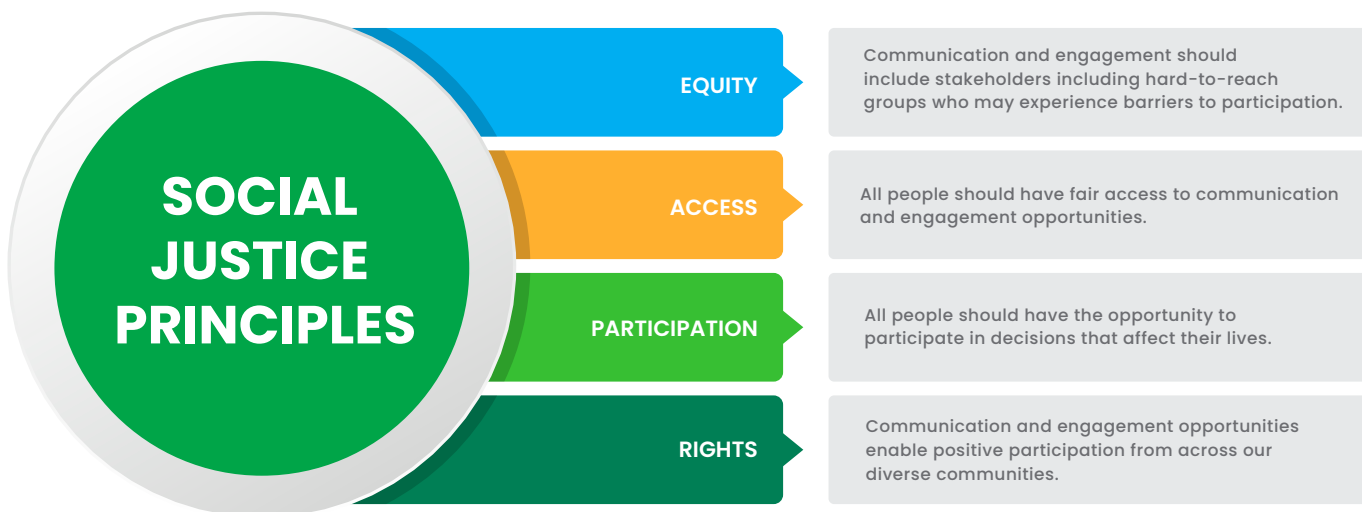 SOCIAL
JUSTICE
PRINCIPLES
EQUITY
Communication and engagement should
include stakeholders including hard-to-reach
groups who may experience barriers to participation.
ACCESS
All people should have fair access to communication
and engagement opportunities.
PARTICIPATION
All people should have the opportunity to
participate in decisions that affect their lives.
RIGHTS
Communication and engagement opportunities
enable positive participation from across our
diverse communities.